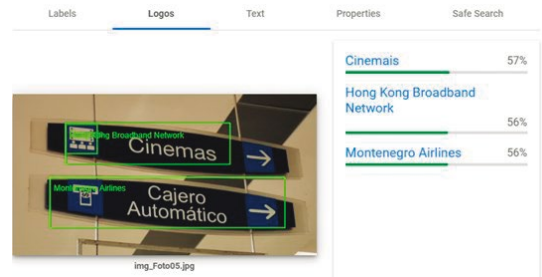 Labels
Logos
Text
Properties
Safe Search
Cinemais 57%
Hong Kong Broadband
Network
56%
Montenegro Airlines 56%
Hong Kong Broadband Network
Cinemas
Montenegro Airlines
Cajero
Automático
img_Foto05.jpg